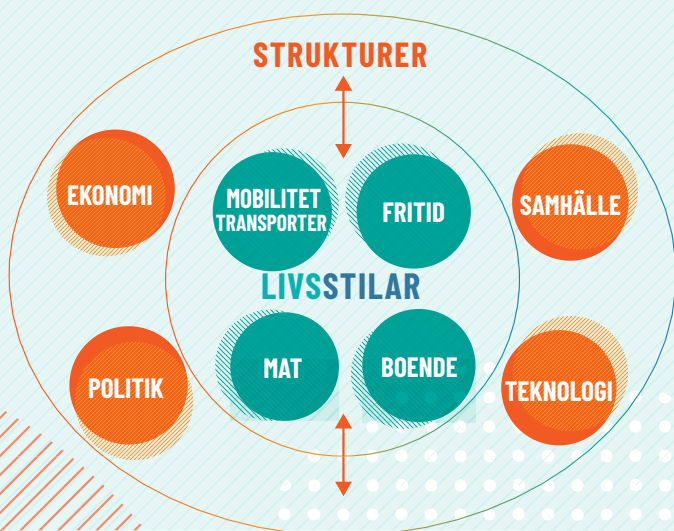 STRUKTURER
EKONOMI
MOBILITET
TRANSPORTER
FRITID
SAMHÄLLE
LIVSSTILAR
POLITIK
MAT
BOENDE
TEKNOLOGI